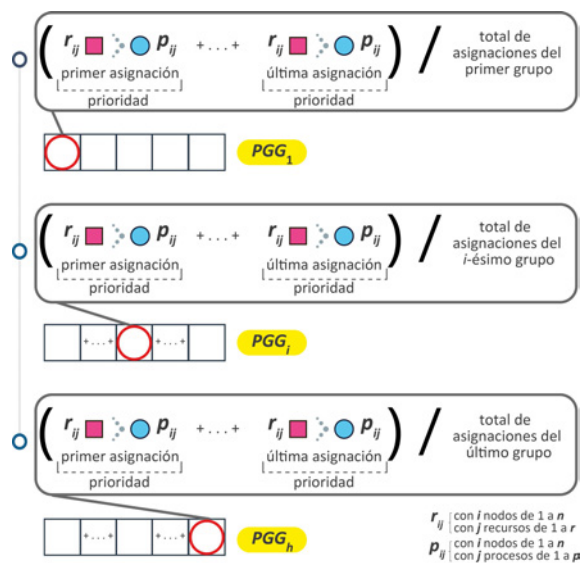 ( r_ij p_ij + . . . + r_ij p_ij ) /
primer asignación última asignación
prioridad prioridad
total de
asignaciones del
primer grupo
PGG_1
( r_ij p_ij + . . . + r_ij p_ij ) /
primer asignación última asignación
prioridad prioridad
total de
asignaciones del
i-ésimo grupo
+ . . . + + . . . +
PGG_i
( r_ij p_ij + . . . + r_ij p_ij ) /
primer asignación última asignación
prioridad prioridad
total de
asignaciones del
último grupo
+ . . . + + . . . +
PGG_h
r_ij con i nodos de 1 a n
con j recursos de 1 a r
p_ij con i nodos de 1 a n
con j procesos de 1 a p